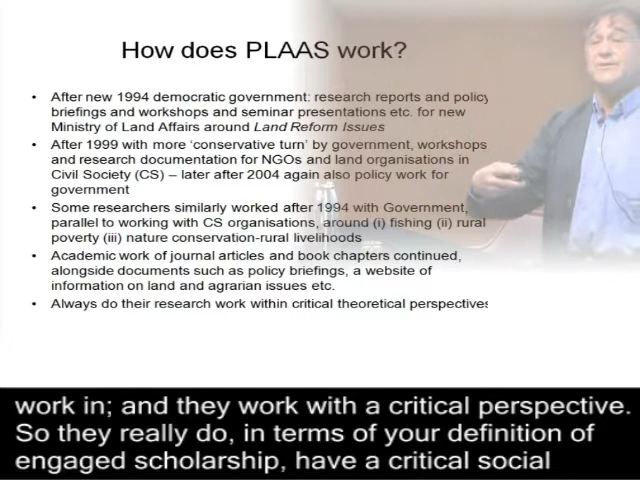 How does PLAAS work?
• After new 1994 democratic government: research reports and policy
briefings and workshops and seminar presentations etc. for new
Ministry of Land Affairs around Land Reform Issues
• After 1999 with more 'conservative turn' by government, workshops
and research documentation for NGOs and land organisations in
Civil Society (CS) – later after 2004 again also policy work for
government
• Some researchers similarly worked after 1994 with Government,
parallel to working with CS organisations, around (i) fishing (ii) rural
poverty (iii) nature conservation-rural livelihoods
• Academic work of journal articles and book chapters continued,
alongside documents such as policy briefings, a website of
information on land and agrarian issues etc.
• Always do their research work within critical theoretical perspectives
work in; and they work with a critical perspective.
So they really do, in terms of your definition of
engaged scholarship, have a critical social